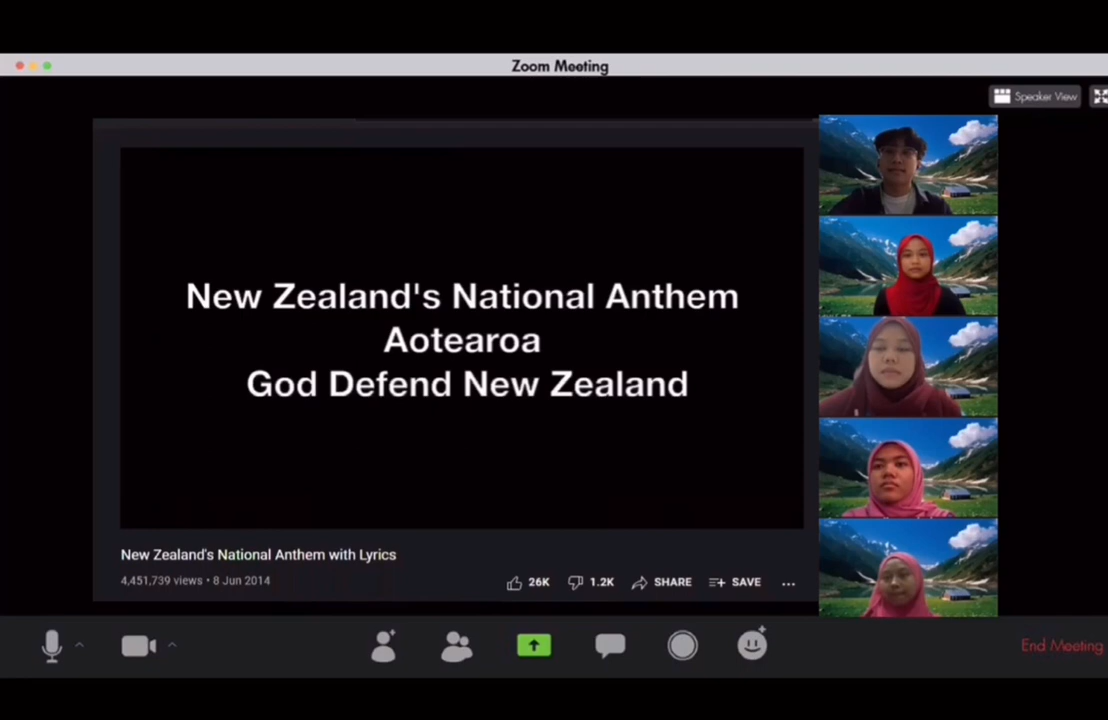 Zoom Meeting
Speaker View
New Zealand's National Anthem
Aotearoa
God Defend New Zealand
New Zealand's National Anthem with Lyrics
4,451,739 views • 8 Jun 2014
26K 1.2K SHARE SAVE ...
End Meeting